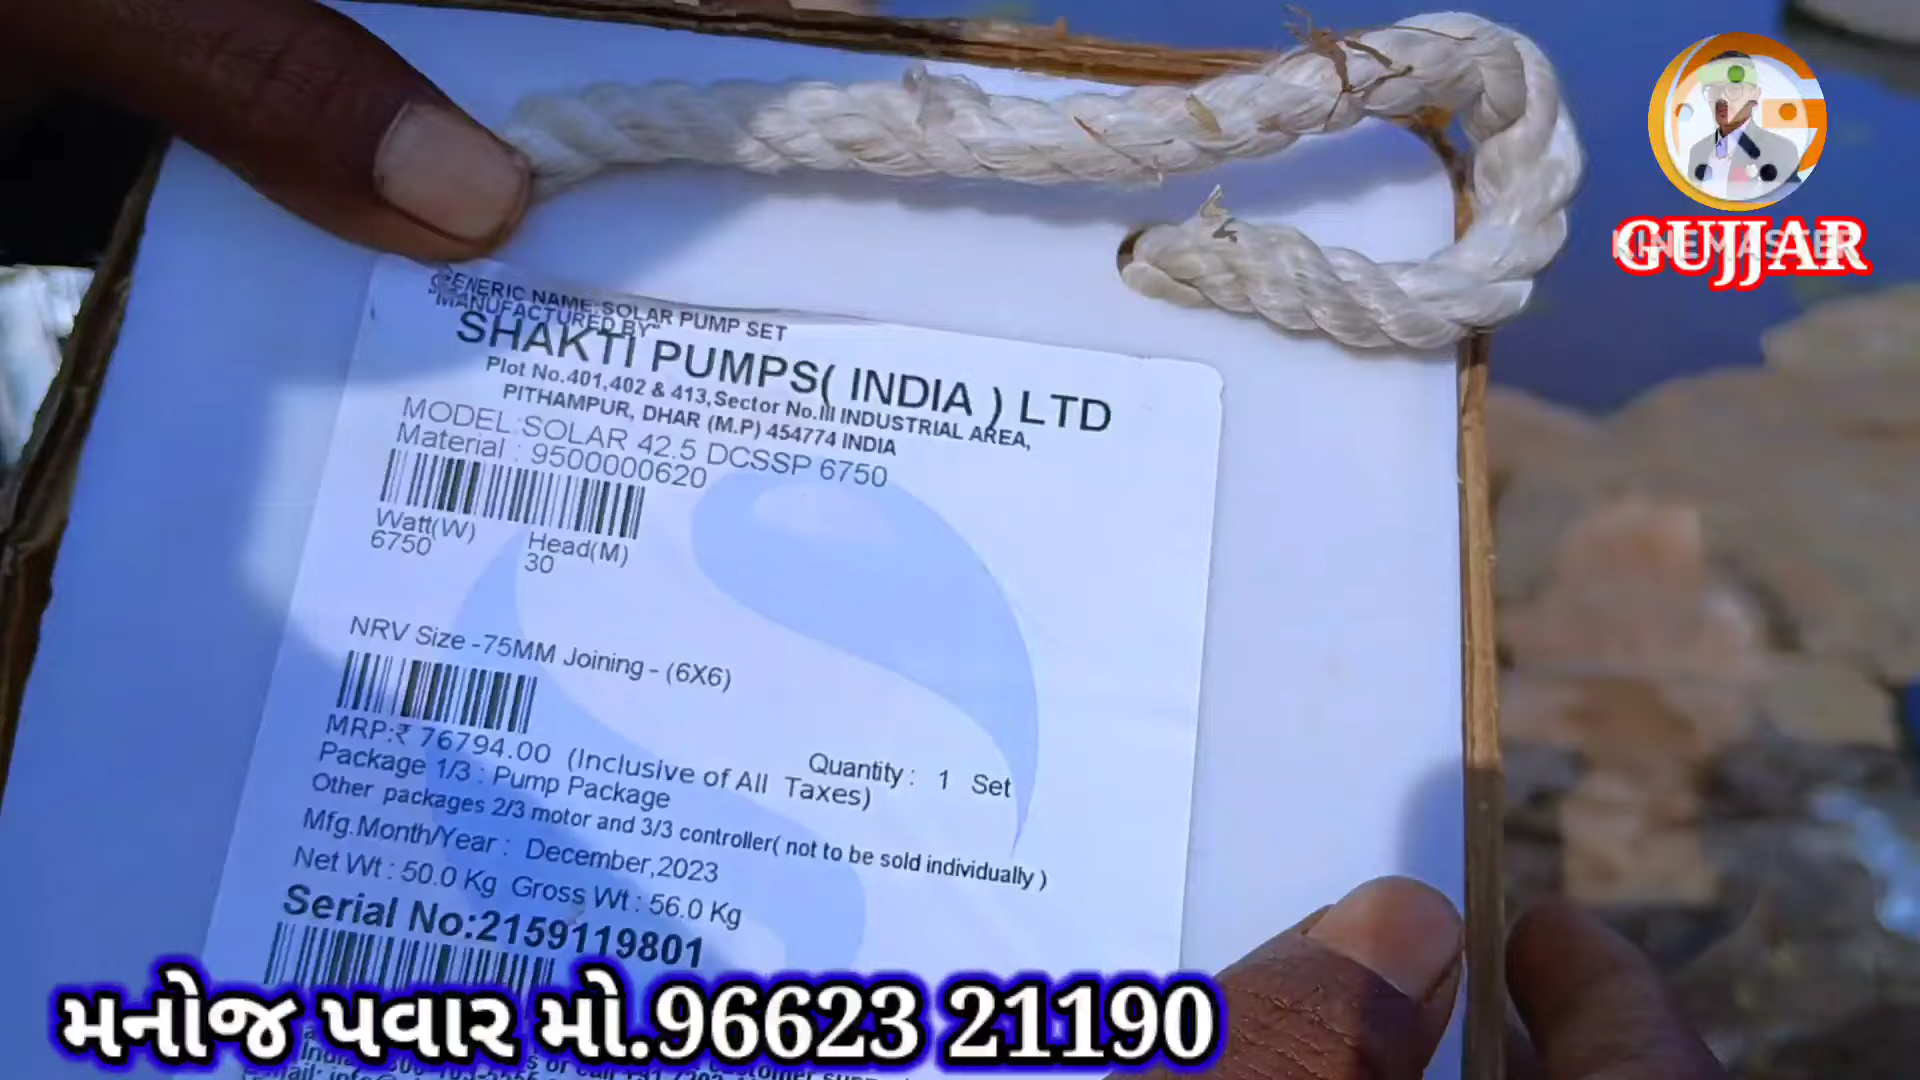 GUJJAR
KINEMASTER
GENERIC NAME:SOLAR PUMP SET
"MANUFACTURED BY"
SHAKTI PUMPS( INDIA ) LTD
Plot No.401,402 & 413,Sector No.III INDUSTRIAL AREA,
PITHAMPUR, DHAR (M.P) 454774 INDIA
MODEL:SOLAR 42.5 DCSSP 6750
Material : 9500000620
Watt(W) Head(M)
6750 30
NRV Size -75MM Joining - (6X6)
Quantity : 1 Set
MRP:₹ 76794.00 (Inclusive of All Taxes)
Package 1/3 : Pump Package
Other packages 2/3 motor and 3/3 controller( not to be sold individually )
Mfg.Month/Year : December,2023
Net Wt : 50.0 Kg Gross Wt : 56.0 Kg
Serial No:2159119801
મનોજ પવાર મો.96623 21190